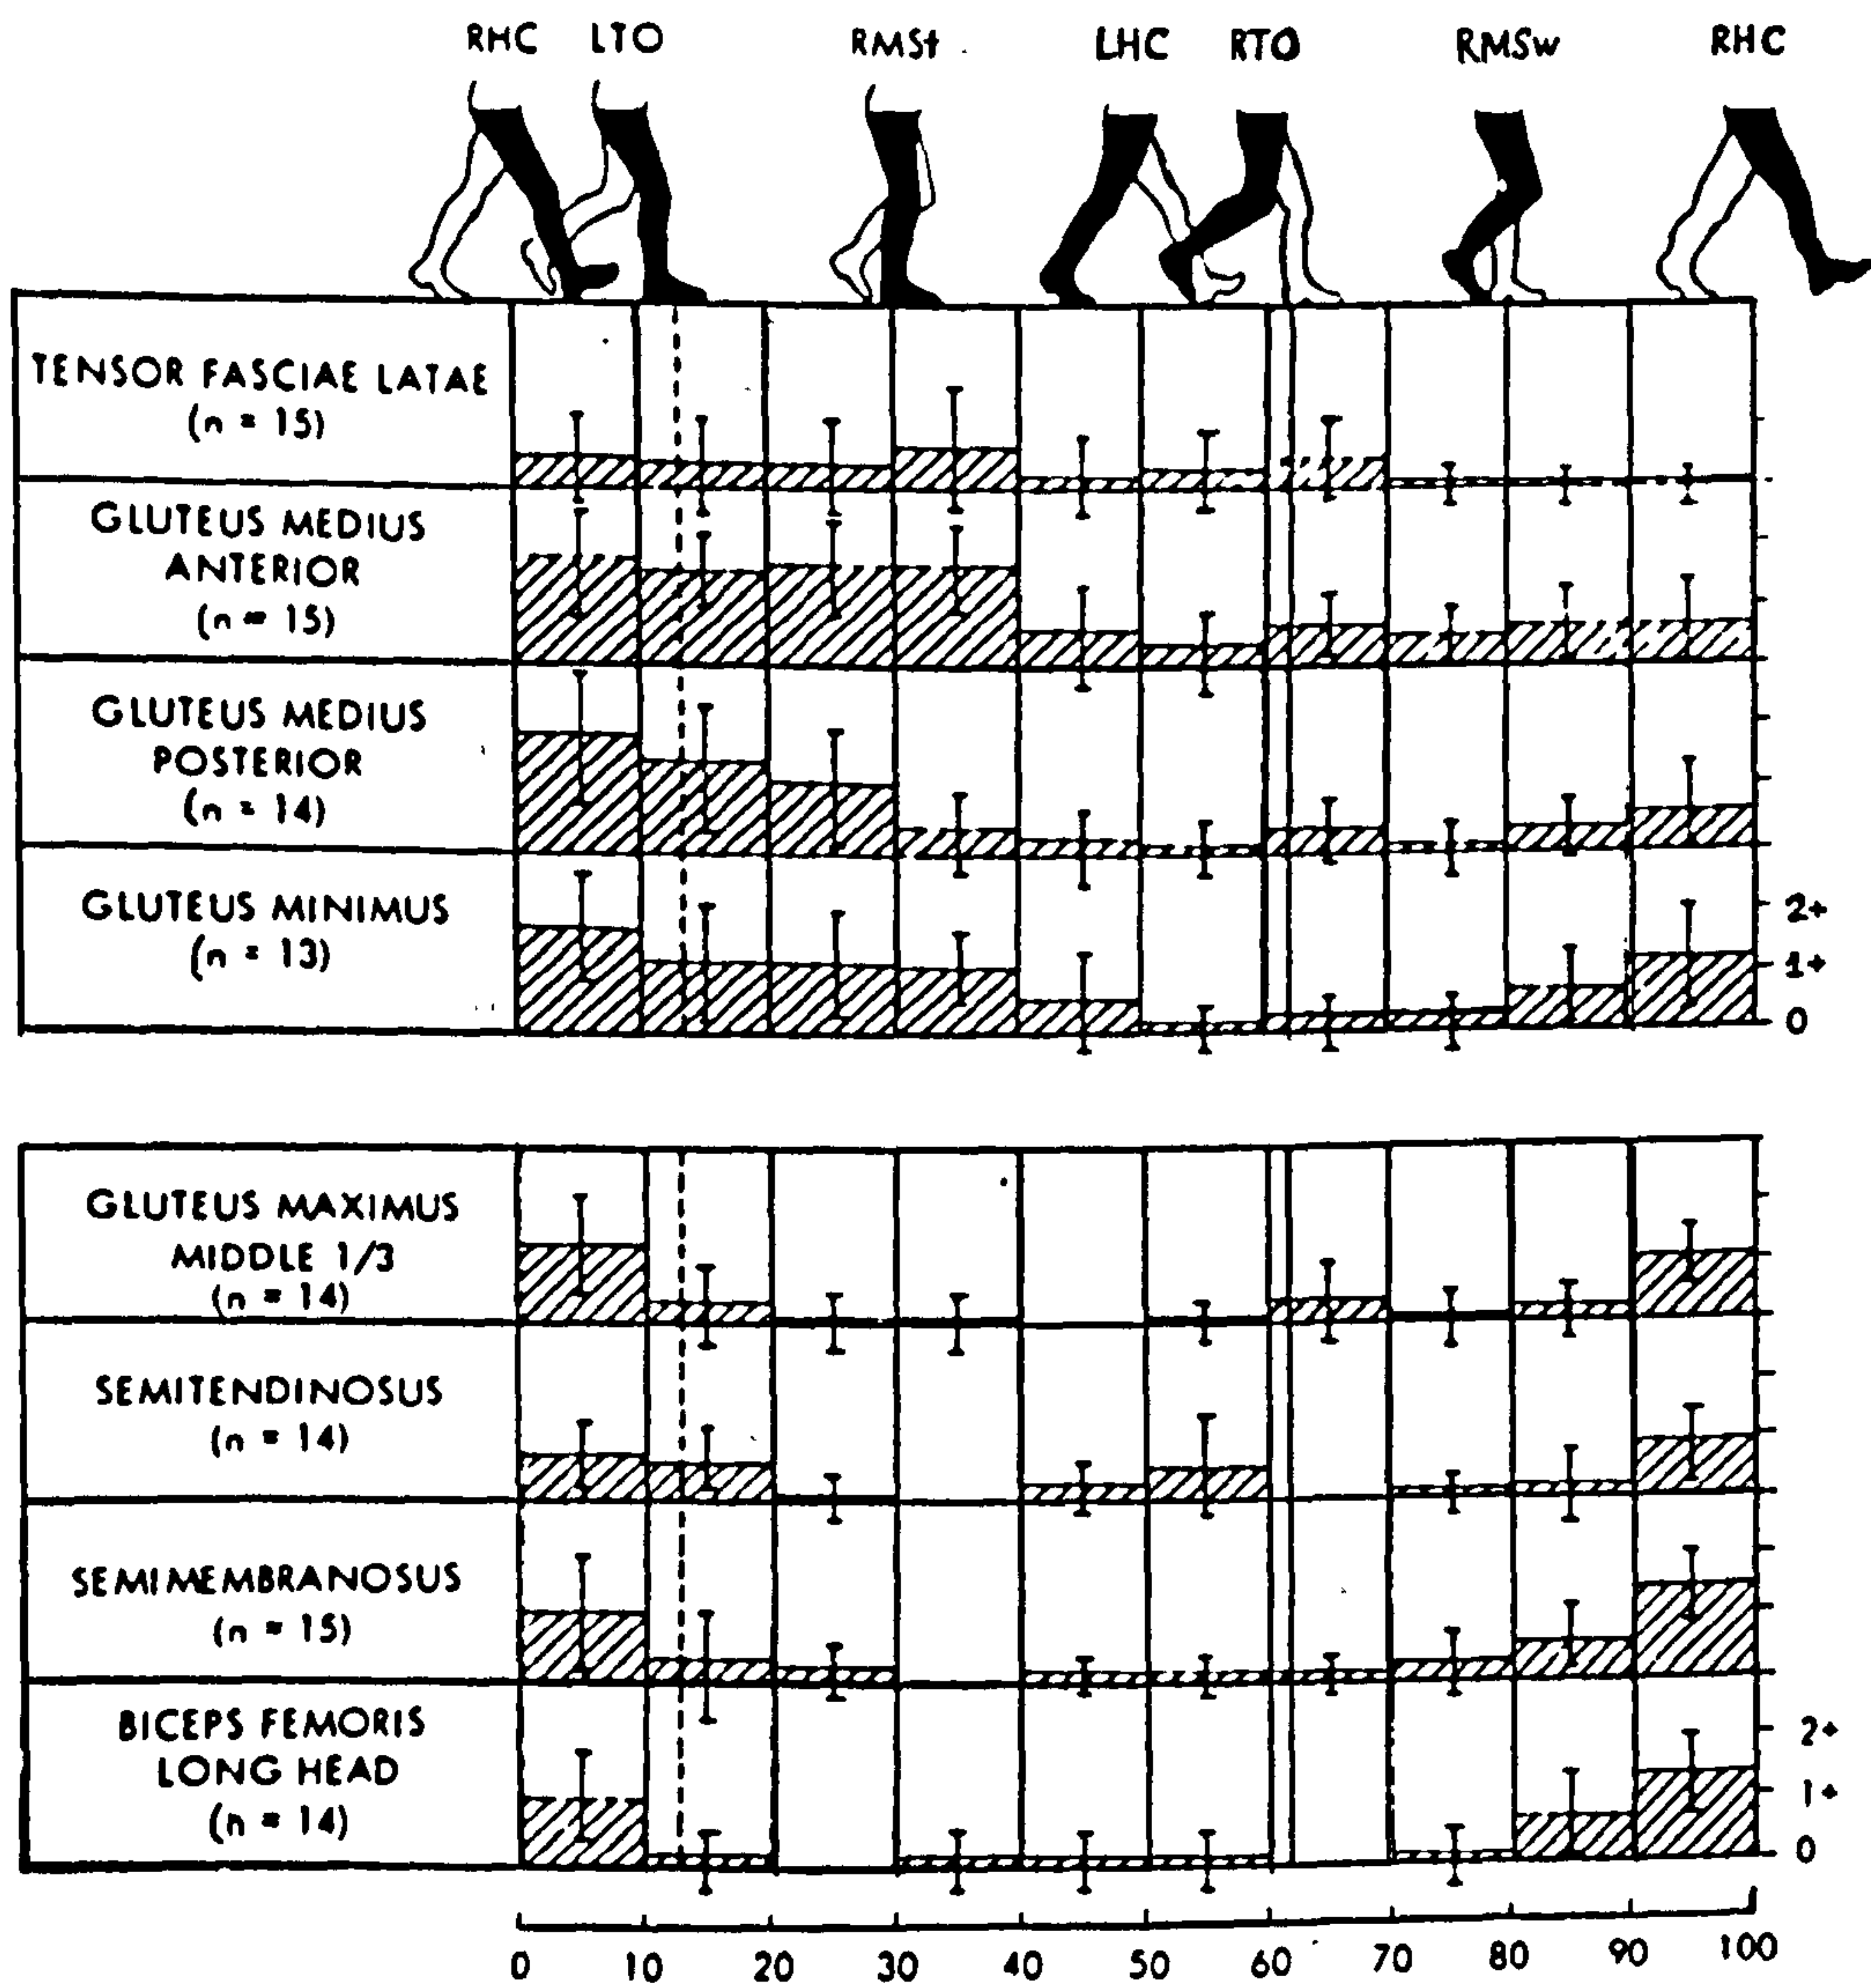 RHC LTO RMSt LHC RTO RMSw RHC
TENSOR FASCIAE LATAE
(n = 15)
GLUTEUS MEDIUS
ANTERIOR
(n = 15)
GLUTEUS MEDIUS
POSTERIOR
(n = 14)
GLUTEUS MINIMUS
(n = 13)
2+
1+
0
GLUTEUS MAXIMUS
MIDDLE 1/3
(n = 14)
SEMITENDINOSUS
(n = 14)
SEMIMEMBRANOSUS
(n = 15)
BICEPS FEMORIS
LONG HEAD
(n = 14)
2+
1+
0
0 10 20 30 40 50 60 70 80 90 100